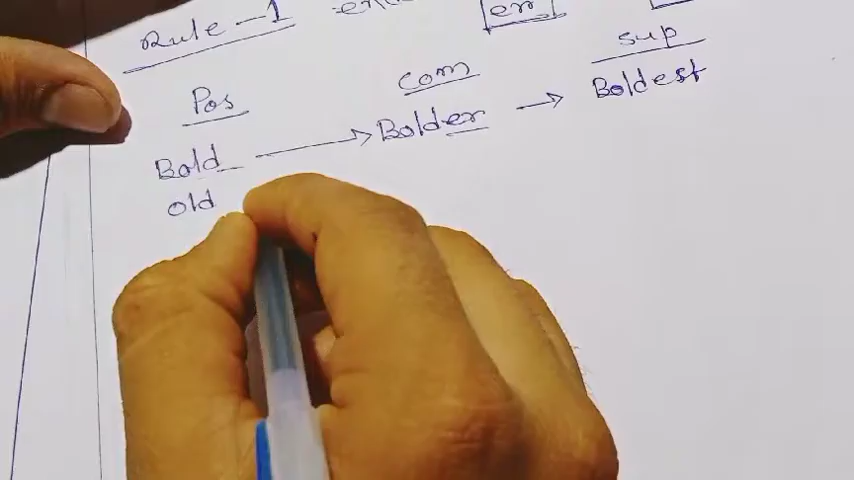 Rule-1 er
Pos com sup
Bold → Bolder → Boldest
old